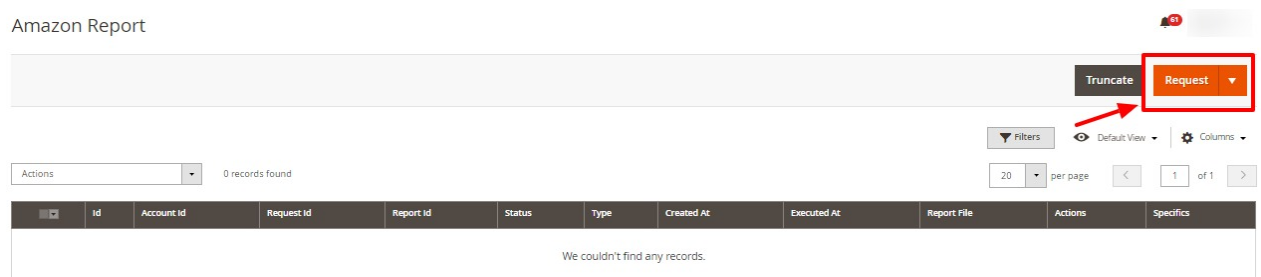 Amazon Report
61
Truncate
Request
Filters
Default View
Columns
Actions
0 records found
20
per page
1
of 1
Id
Account Id
Request Id
Report Id
Status
Type
Created At
Executed At
Report File
Actions
Specifics
We couldn't find any records.